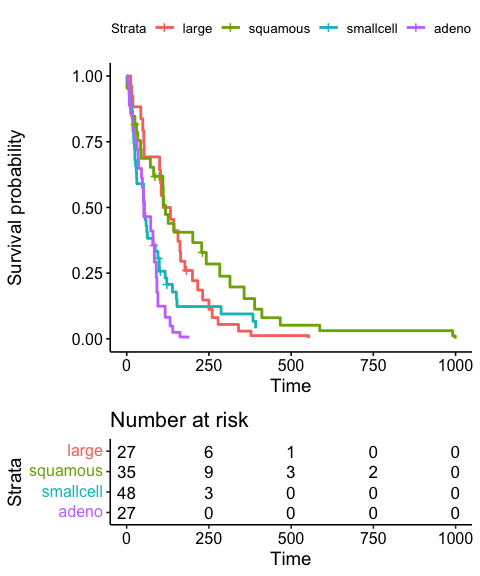 Strata large squamous smallcell adeno
Survival probability
1.00
0.75
0.50
0.25
0.00
0 250 500 750 1000
Time
Number at risk
Strata
large 27 6 1 0 0
squamous 35 9 3 2 0
smallcell 48 3 0 0 0
adeno 27 0 0 0 0
0 250 500 750 1000
Time